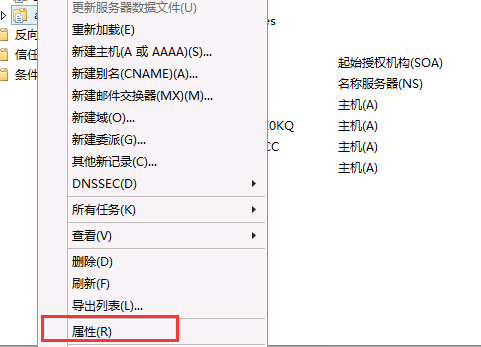 更新服务器数据文件(U)
重新加载(E)
新建主机(A 或 AAAA)(S)...
新建别名(CNAME)(A)...
新建邮件交换器(MX)(M)...
新建域(O)...
新建委派(G)...
其他新记录(C)...
DNSSEC(D)
所有任务(K)
查看(V)
删除(D)
刷新(F)
导出列表(L)...
属性(R)
a
反向
信任
条件
es
起始授权机构(SOA)
名称服务器(NS)
主机(A)
0KQ 主机(A)
CC 主机(A)